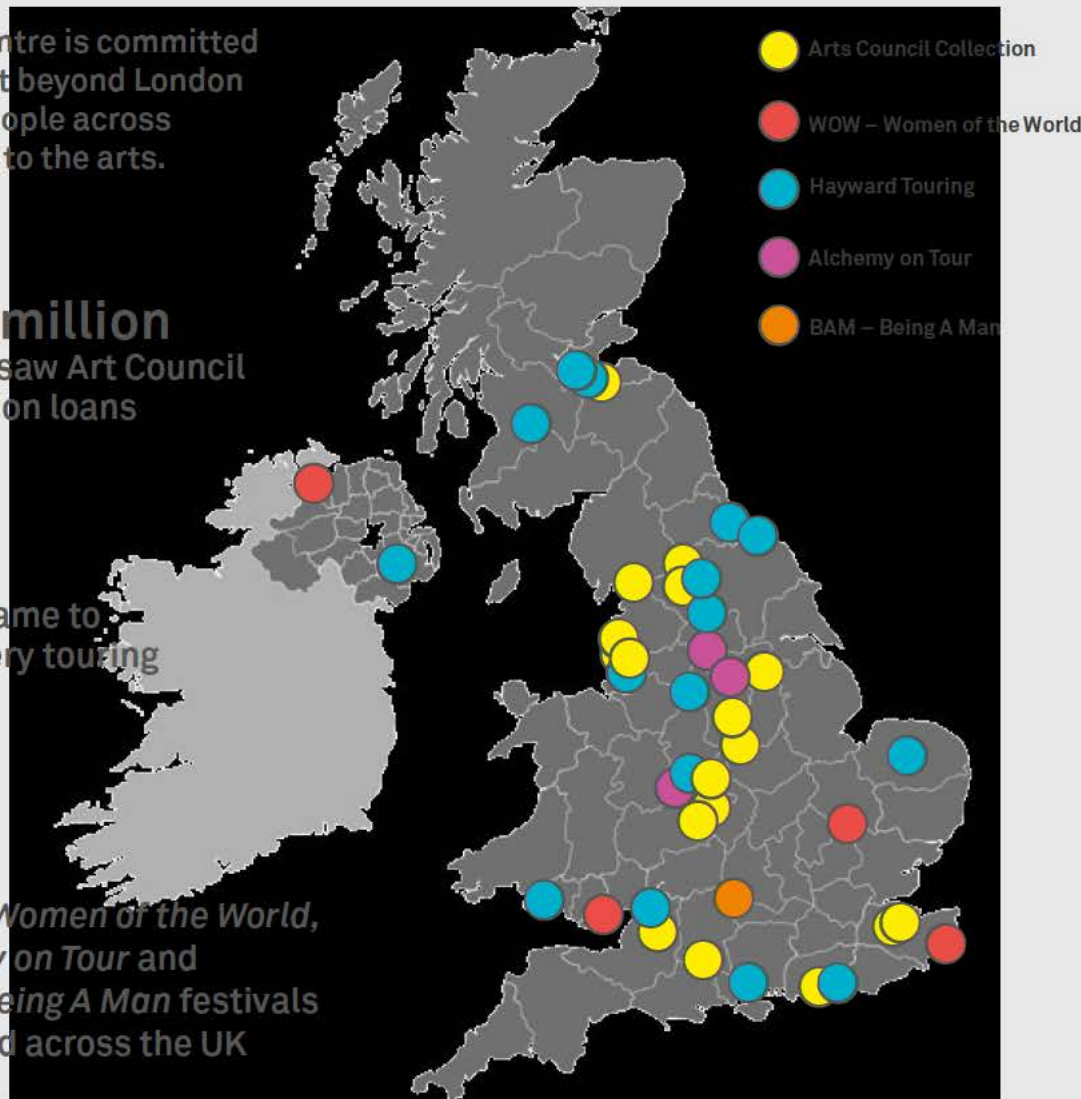 ntre is committed
t beyond London
ople across
to the arts.
million
saw Art Council
on loans
ame to
ery touring
Women of the World,
y on Tour and
eing A Man festivals
d across the UK
Arts Council Collection
WOW – Women of the World
Hayward Touring
Alchemy on Tour
BAM – Being A Man